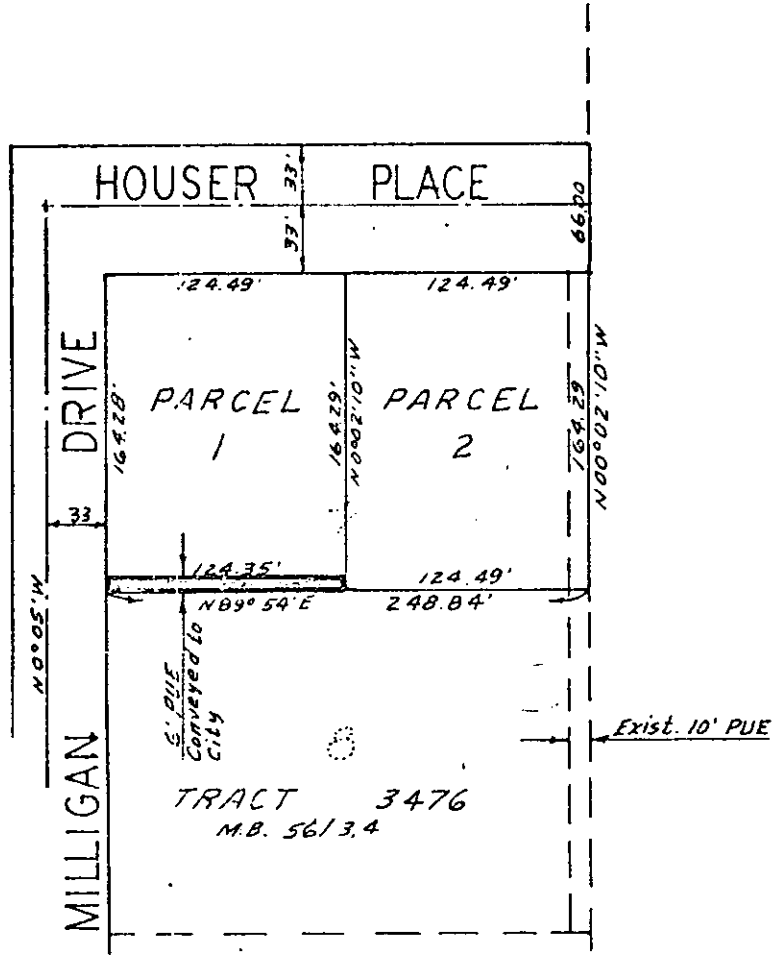 HOUSER PLACE
33'
33'
66.00
124.49'
124.49'
DRIVE
164.28'
PARCEL
1
164.29'
N0°02'10"W
PARCEL
2
164.29
N00°02'10"W
33
124.35'
124.49'
N89°54'E
248.84'
N0°05'W.
6' PUE
Conveyed to
City
Exist. 10' PUE
MILLIGAN
TRACT 3476
M.B. 56/3,4